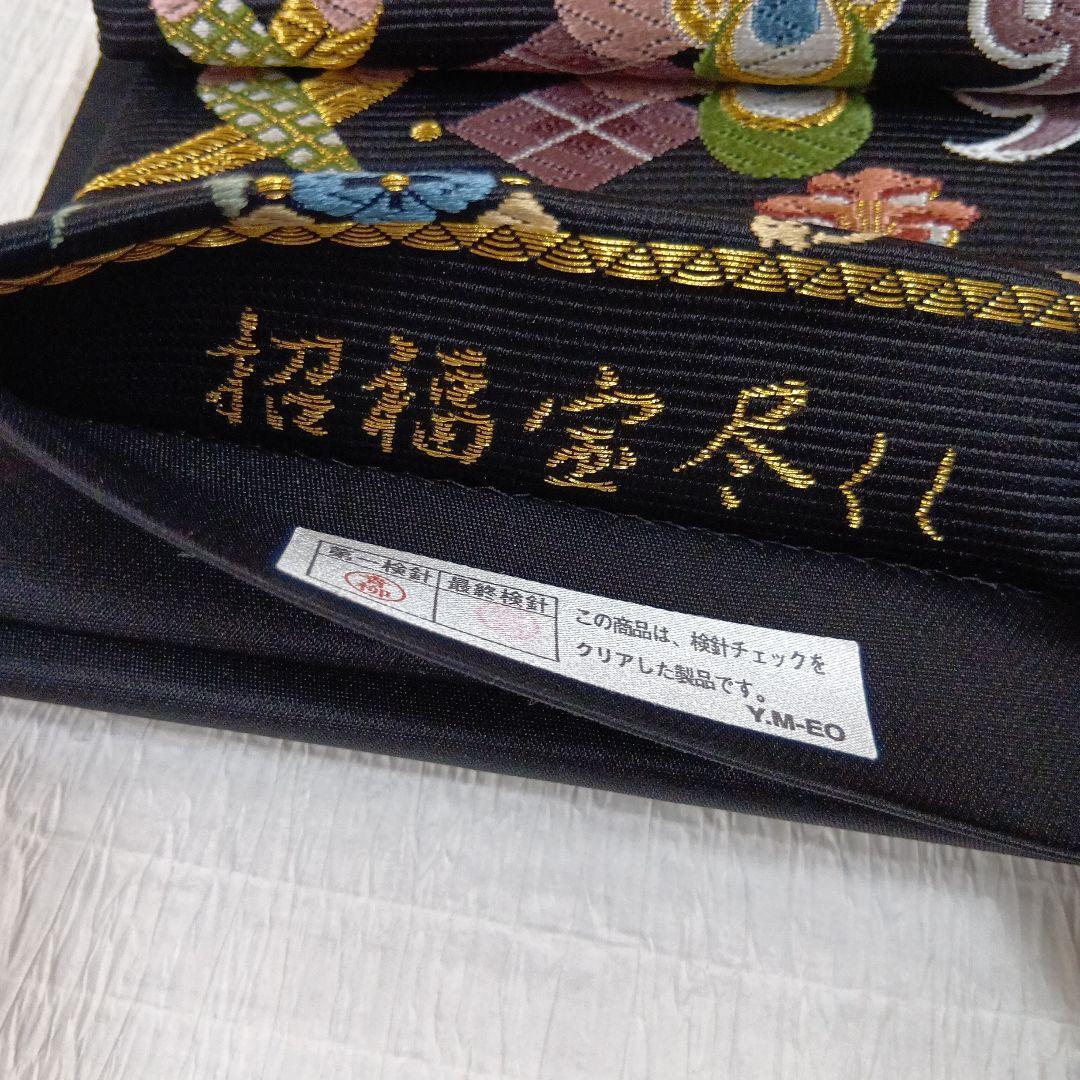 招福宝尽くし
第一検針 最終検針
top
この商品は、検針チェックを
クリアした製品です。
Y.M-EO